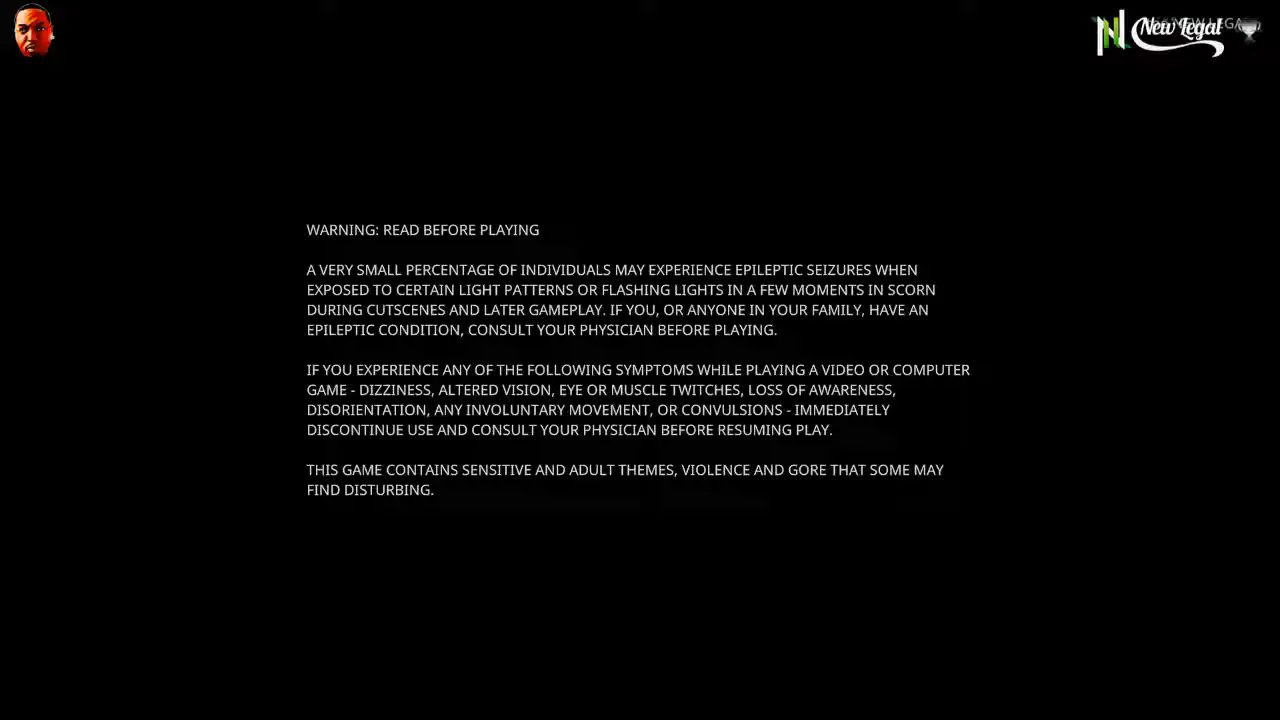 New Legal
WARNING: READ BEFORE PLAYING
A VERY SMALL PERCENTAGE OF INDIVIDUALS MAY EXPERIENCE EPILEPTIC SEIZURES WHEN
EXPOSED TO CERTAIN LIGHT PATTERNS OR FLASHING LIGHTS IN A FEW MOMENTS IN SCORN
DURING CUTSCENES AND LATER GAMEPLAY. IF YOU, OR ANYONE IN YOUR FAMILY, HAVE AN
EPILEPTIC CONDITION, CONSULT YOUR PHYSICIAN BEFORE PLAYING.
IF YOU EXPERIENCE ANY OF THE FOLLOWING SYMPTOMS WHILE PLAYING A VIDEO OR COMPUTER
GAME - DIZZINESS, ALTERED VISION, EYE OR MUSCLE TWITCHES, LOSS OF AWARENESS,
DISORIENTATION, ANY INVOLUNTARY MOVEMENT, OR CONVULSIONS - IMMEDIATELY
DISCONTINUE USE AND CONSULT YOUR PHYSICIAN BEFORE RESUMING PLAY.
THIS GAME CONTAINS SENSITIVE AND ADULT THEMES, VIOLENCE AND GORE THAT SOME MAY
FIND DISTURBING.